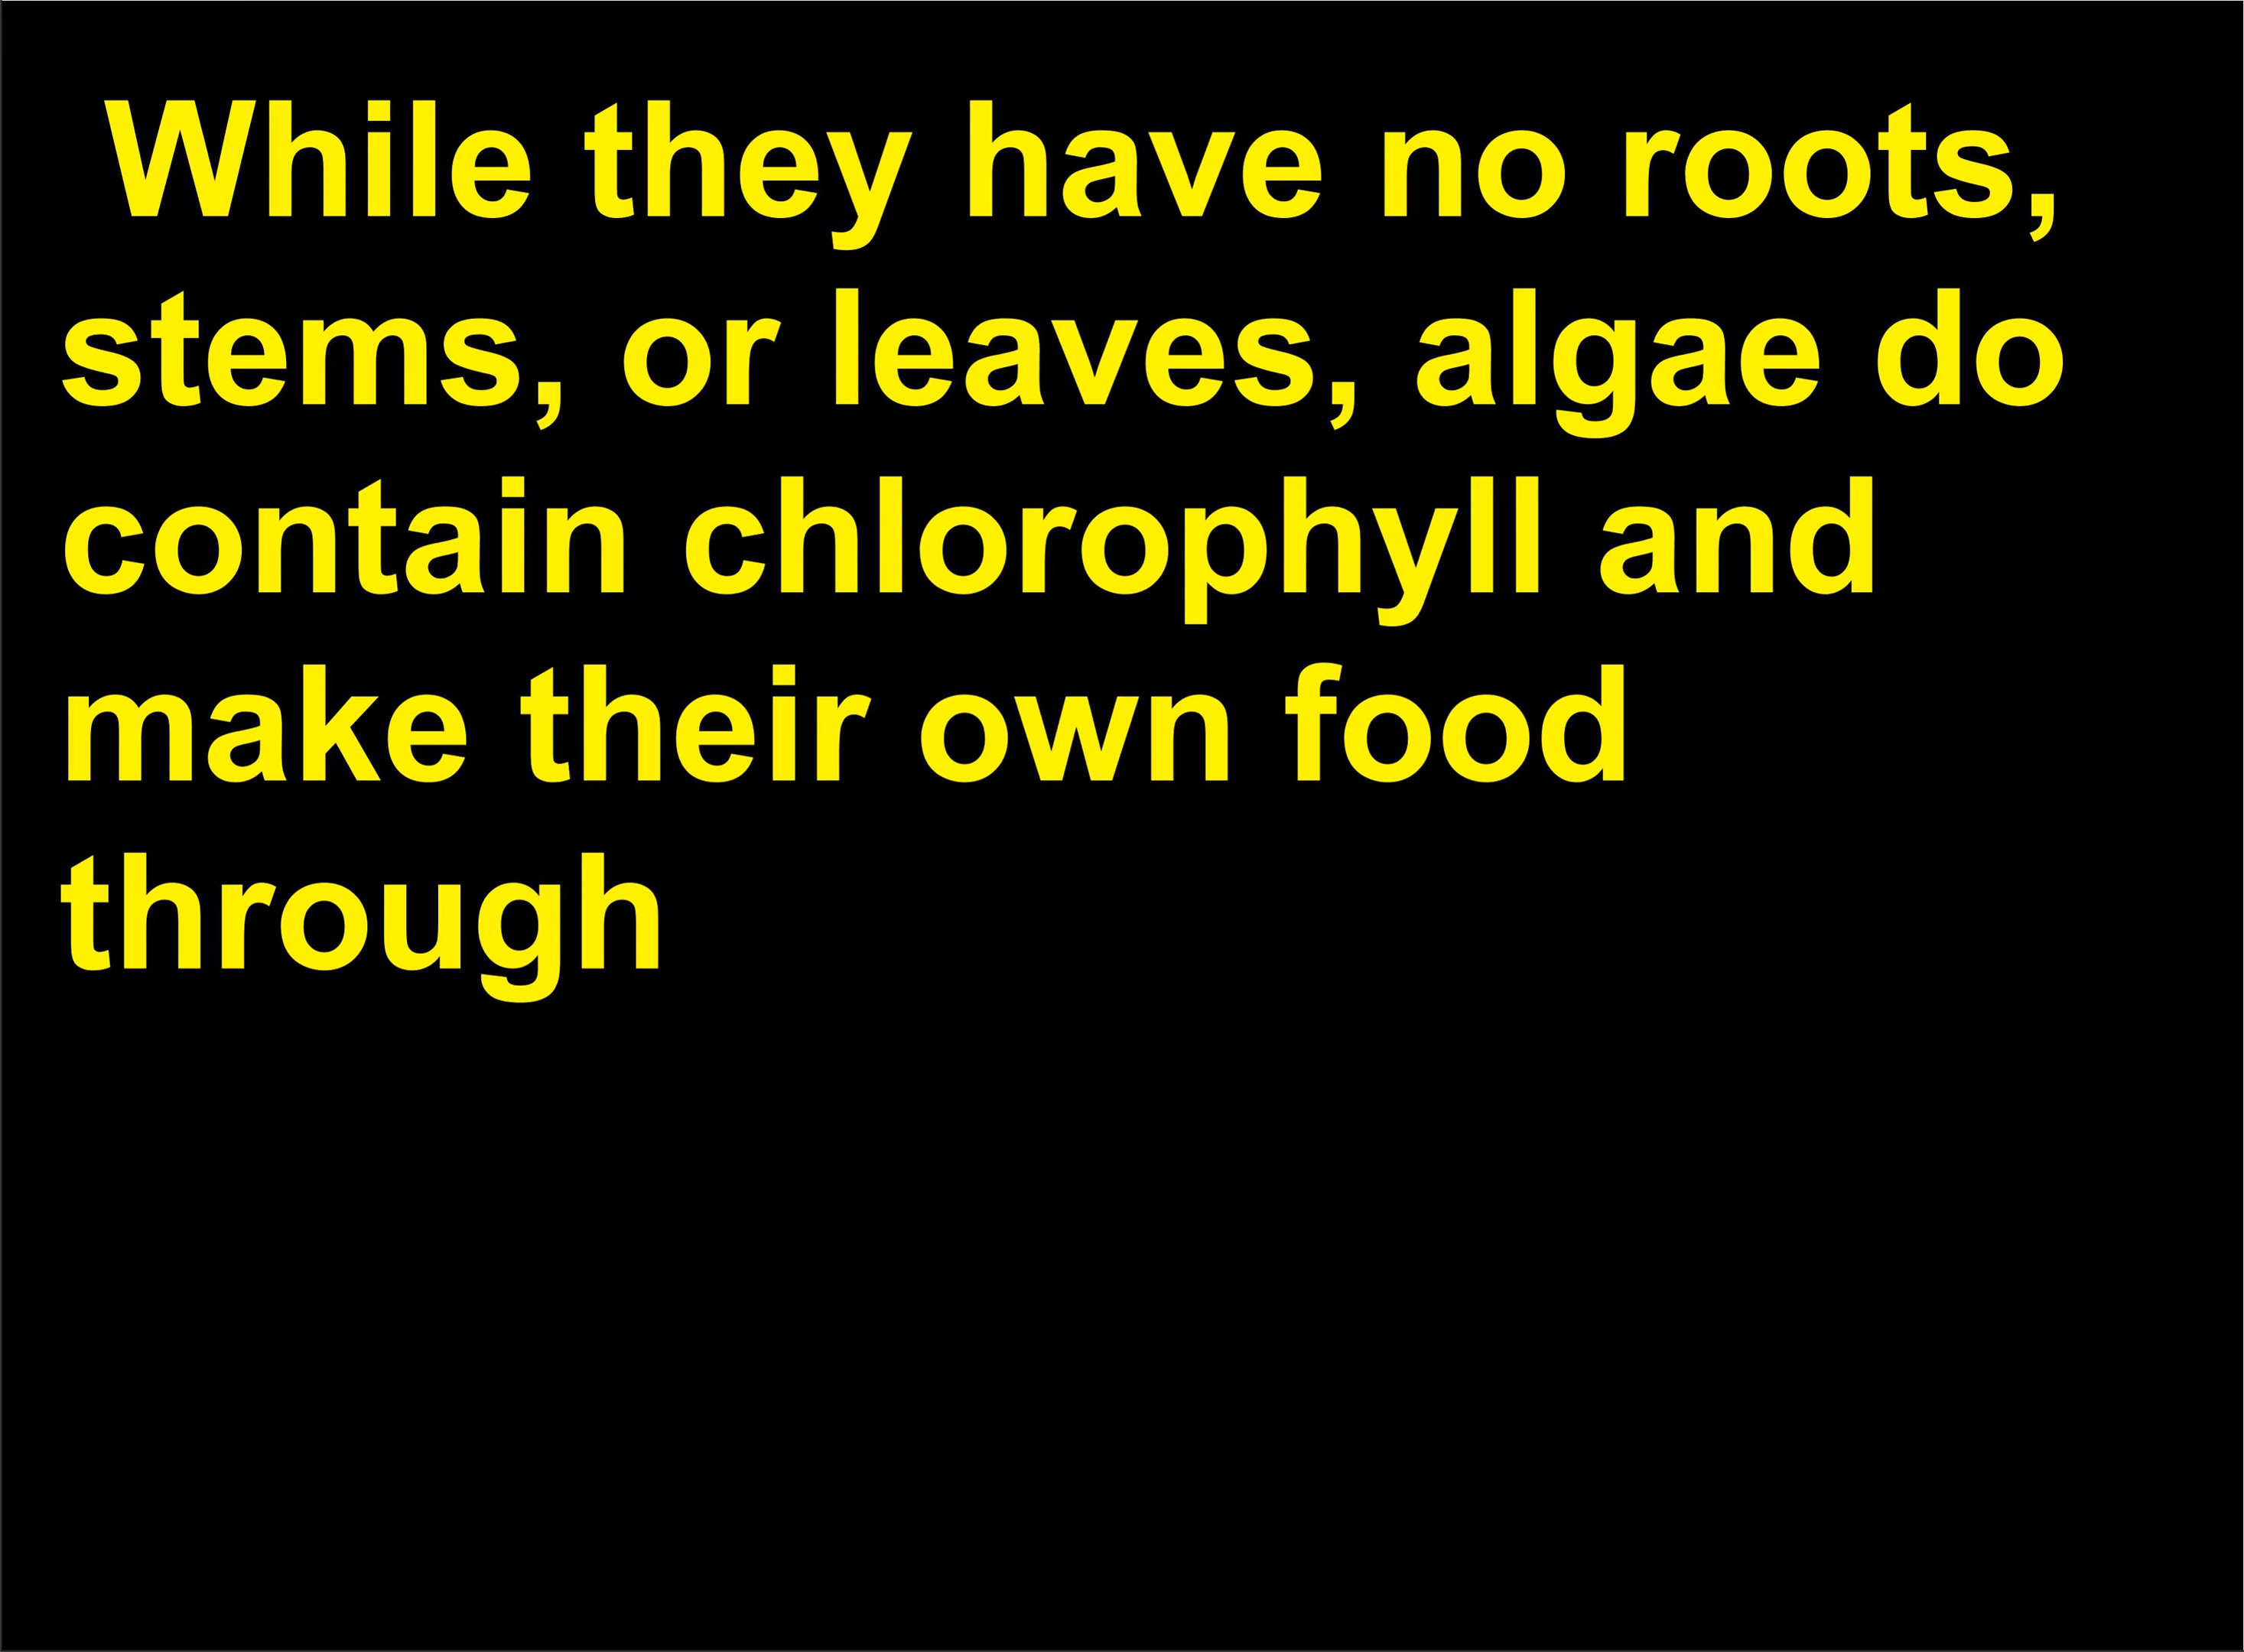 While they have no roots,
stems, or leaves, algae do
contain chlorophyll and
make their own food
through